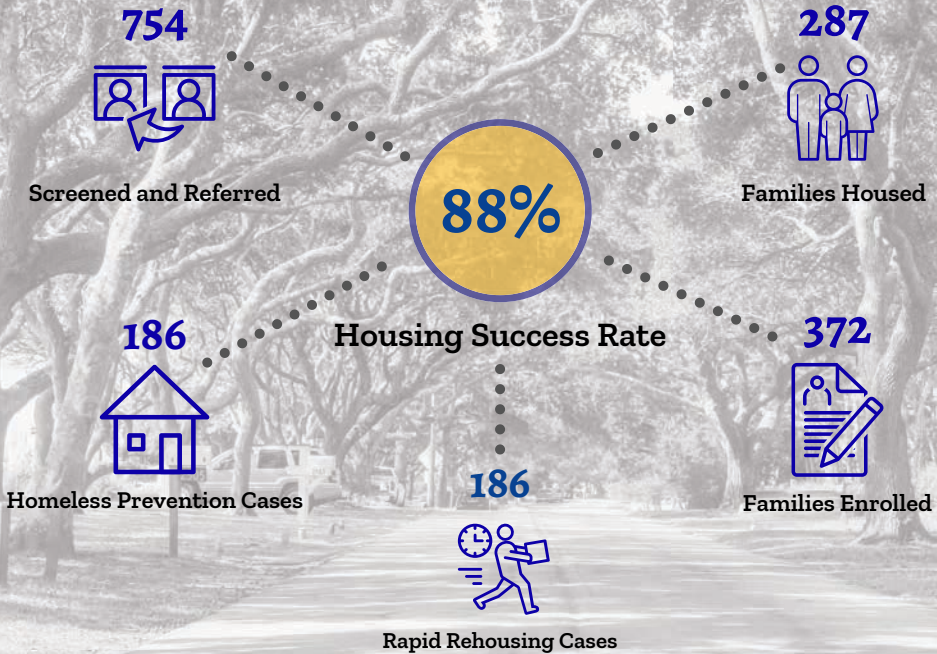 754
Screened and Referred
287
Families Housed
88%
Housing Success Rate
186
Homeless Prevention Cases
372
Families Enrolled
186
Rapid Rehousing Cases